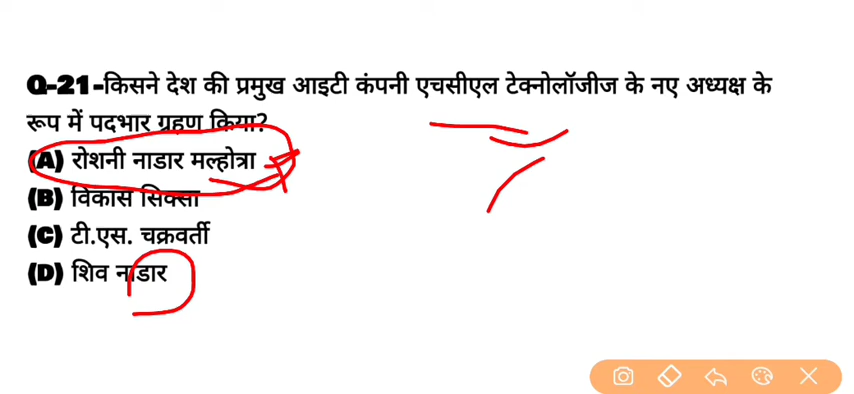 Q-21-किसने देश की प्रमुख आइटी कंपनी एचसीएल टेक्नोलॉजीज के नए अध्यक्ष के
रूप में पदभार ग्रहण किया?
(A) रोशनी नाडार मल्होत्रा
(B) विकास सिक्सा
(C) टी.एस. चक्रवर्ती
(D) शिव नाडार